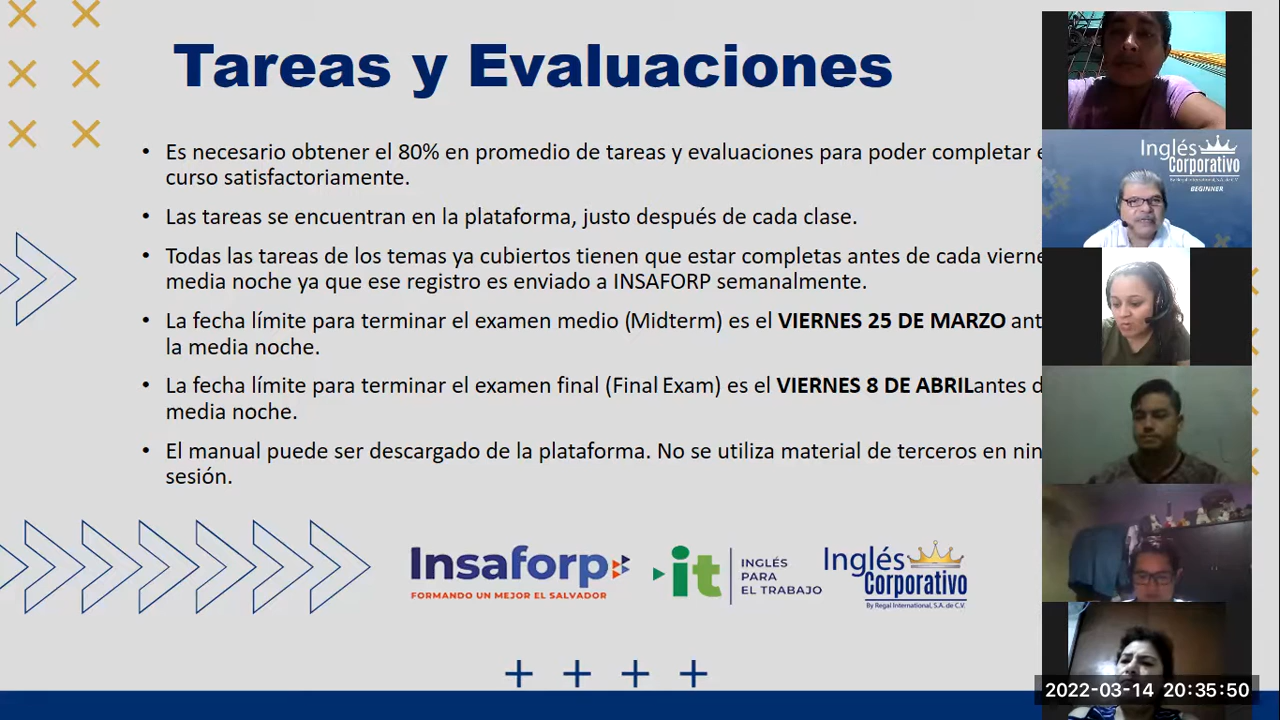 Tareas y Evaluaciones
• Es necesario obtener el 80% en promedio de tareas y evaluaciones para poder completar
curso satisfactoriamente.
• Las tareas se encuentran en la plataforma, justo después de cada clase.
• Todas las tareas de los temas ya cubiertos tienen que estar completas antes de cada
media noche ya que ese registro es enviado a INSAFORP semanalmente.
• La fecha límite para terminar el examen medio (Midterm) es el VIERNES 25 DE MARZO
la media noche.
• La fecha límite para terminar el examen final (Final Exam) es el VIERNES 8 DE ABRILantes
media noche.
• El manual puede ser descargado de la plataforma. No se utiliza material de terceros en
sesión.
Insaforp
FORMANDO UN MEJOR EL SALVADOR
it
INGLÉS
PARA
EL TRABAJO
Inglés
Corporativo
By Regal International, S.A. de C.V.
Inglés
Corporativo
By Regal International, S.A. de C.V.
BEGINNER
2022-03-14 20:35:50